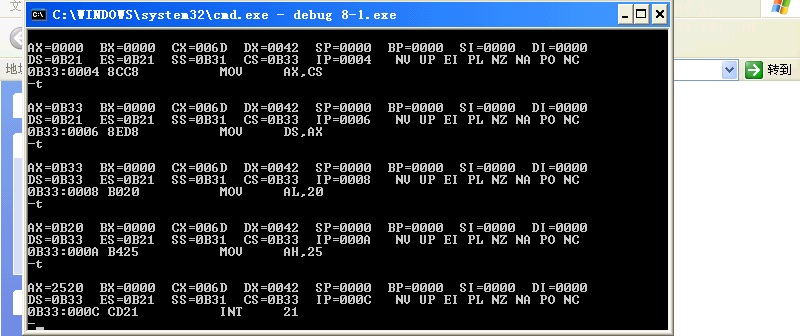 C:\WINDOWS\system32\cmd.exe - debug 8-1.exe
AX=0000 BX=0000 CX=006D DX=0042 SP=0000 BP=0000 SI=0000 DI=0000
DS=0B21 ES=0B21 SS=0B31 CS=0B33 IP=0004 NV UP EI PL NZ NA PO NC
0B33:0004 8CC8 MOV AX,CS
-t
AX=0B33 BX=0000 CX=006D DX=0042 SP=0000 BP=0000 SI=0000 DI=0000
DS=0B21 ES=0B21 SS=0B31 CS=0B33 IP=0006 NV UP EI PL NZ NA PO NC
0B33:0006 8ED8 MOV DS,AX
-t
AX=0B33 BX=0000 CX=006D DX=0042 SP=0000 BP=0000 SI=0000 DI=0000
DS=0B33 ES=0B21 SS=0B31 CS=0B33 IP=0008 NV UP EI PL NZ NA PO NC
0B33:0008 B020 MOV AL,20
-t
AX=0B20 BX=0000 CX=006D DX=0042 SP=0000 BP=0000 SI=0000 DI=0000
DS=0B33 ES=0B21 SS=0B31 CS=0B33 IP=000A NV UP EI PL NZ NA PO NC
0B33:000A B425 MOV AH,25
-t
AX=2520 BX=0000 CX=006D DX=0042 SP=0000 BP=0000 SI=0000 DI=0000
DS=0B33 ES=0B21 SS=0B31 CS=0B33 IP=000C NV UP EI PL NZ NA PO NC
0B33:000C CD21 INT 21
-
转到